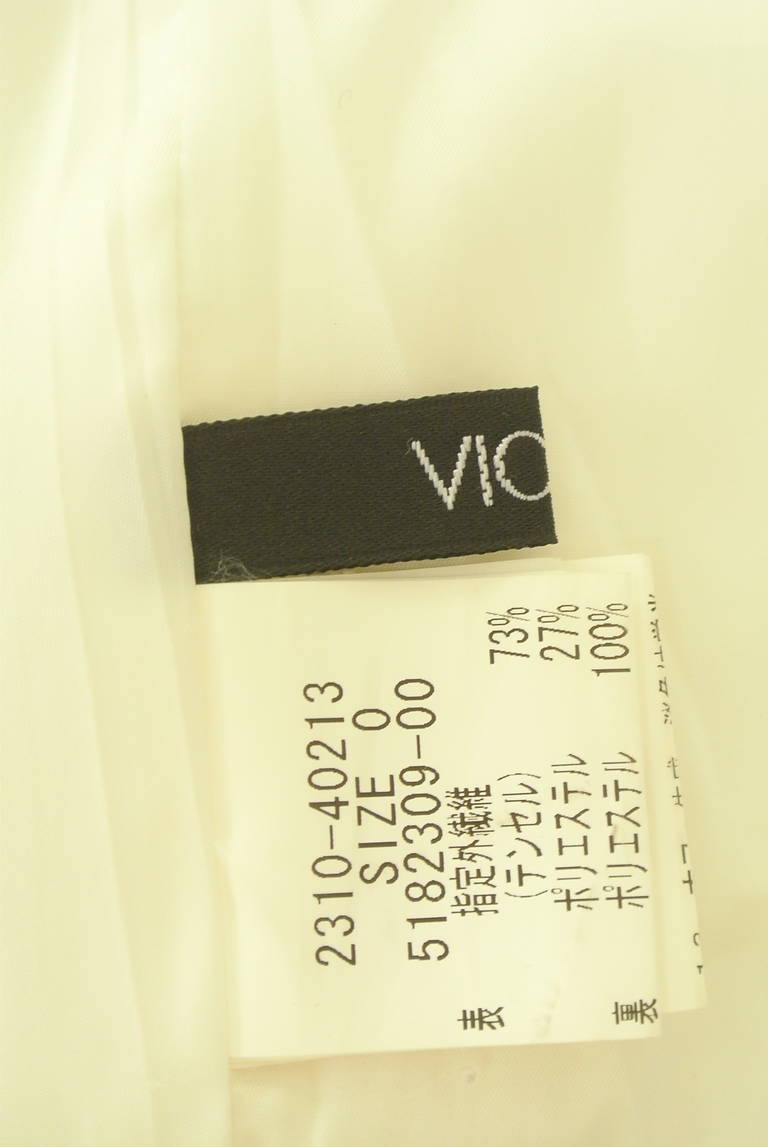 VIO
2310-40213
SIZE 0
5182309-00
表 指定外繊維
(テンセル) 73%
ポリエステル 27%
裏 ポリエステル 100%